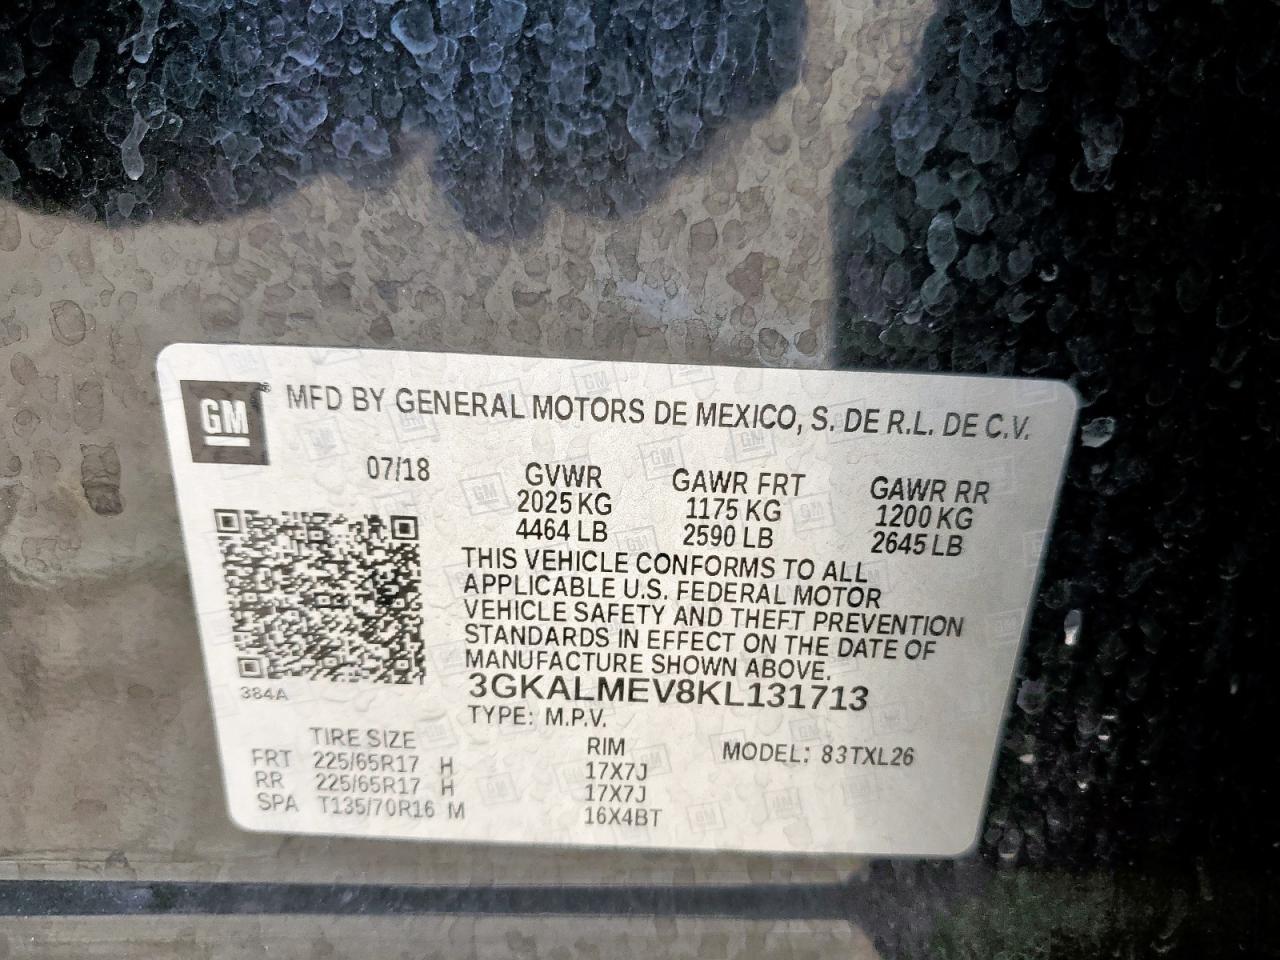 GM
MFD BY GENERAL MOTORS DE MEXICO, S. DE R.L. DE C.V.
07/18
GVWR GAWR FRT GAWR RR
2025 KG 1175 KG 1200 KG
4464 LB 2590 LB 2645 LB
THIS VEHICLE CONFORMS TO ALL
APPLICABLE U.S. FEDERAL MOTOR
VEHICLE SAFETY AND THEFT PREVENTION
STANDARDS IN EFFECT ON THE DATE OF
MANUFACTURE SHOWN ABOVE.
384A
3GKALMEV8KL131713
TYPE: M.P.V.
TIRE SIZE RIM MODEL: 83TXL26
FRT 225/65R17 H 17X7J
RR 225/65R17 H 17X7J
SPA T135/70R16 M 16X4BT